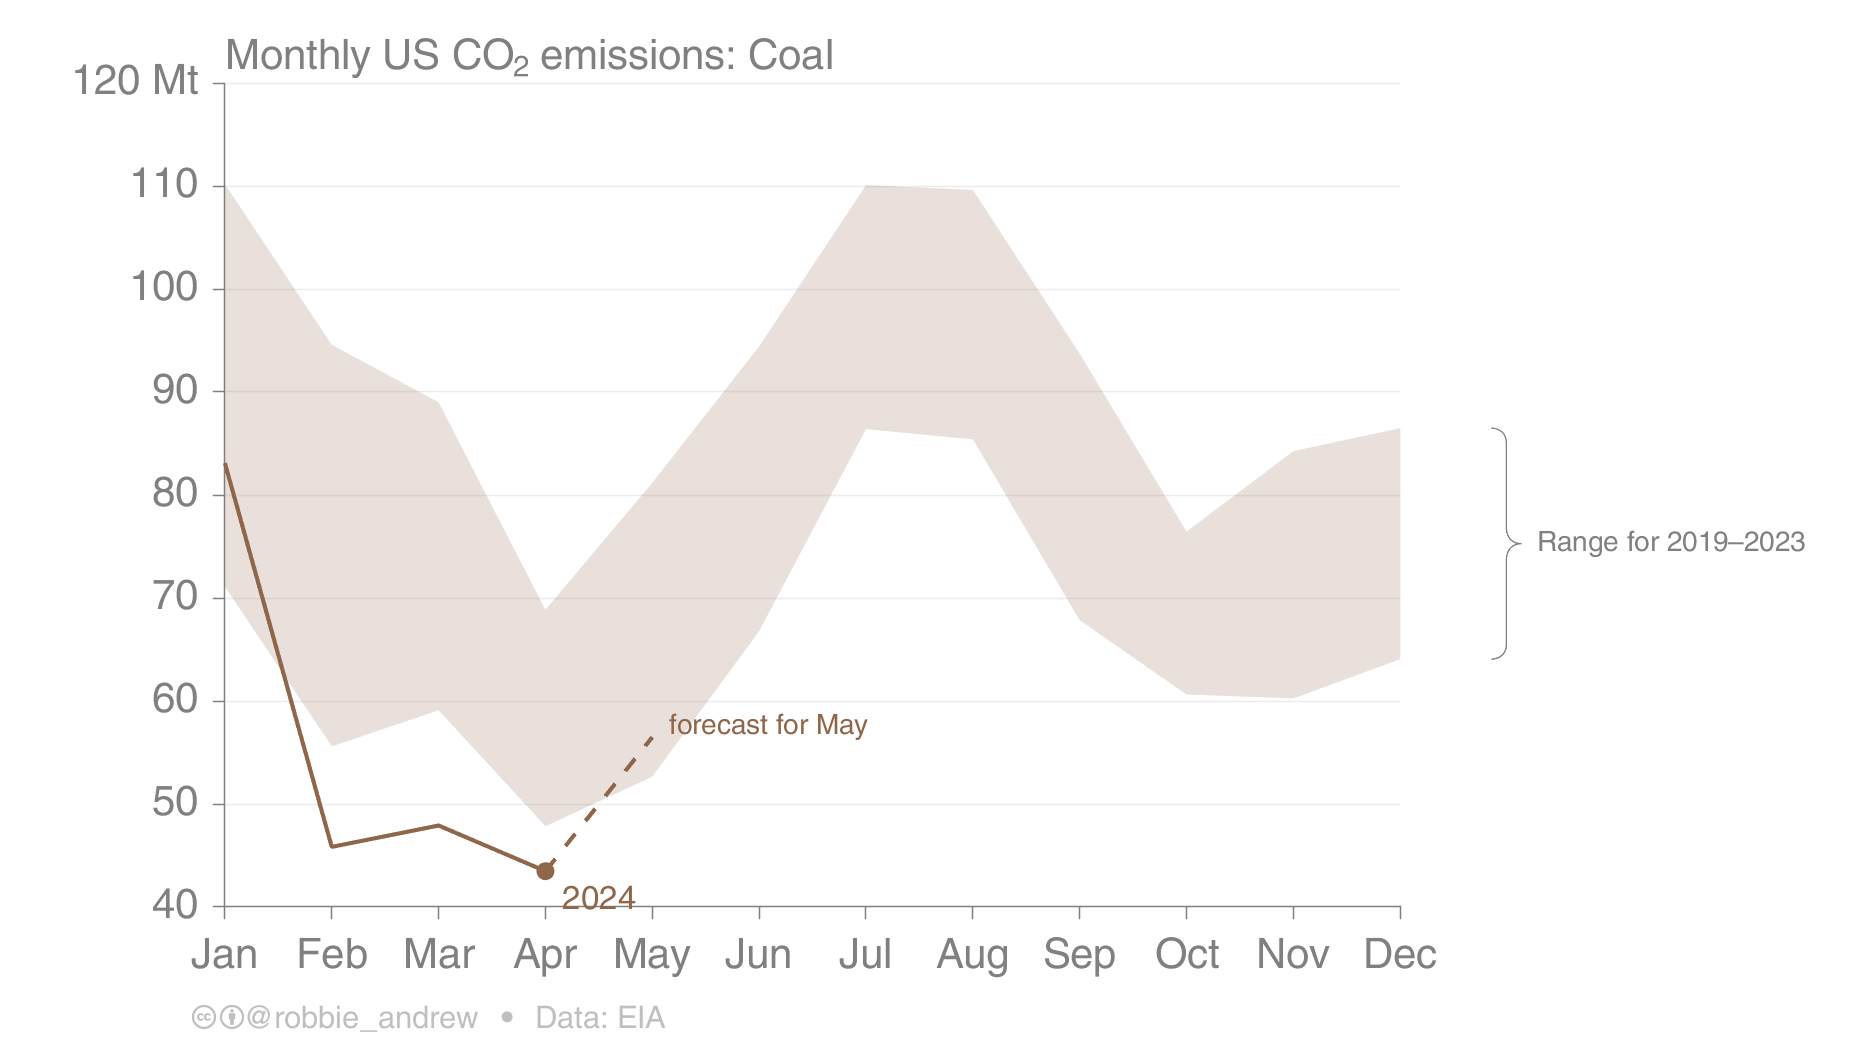 Monthly US CO₂ emissions: Coal
120 Mt
110
100
90
80
70
60
50
40
Range for 2019–2023
forecast for May
2024
Jan Feb Mar Apr May Jun Jul Aug Sep Oct Nov Dec
cc @robbie_andrew • Data: EIA